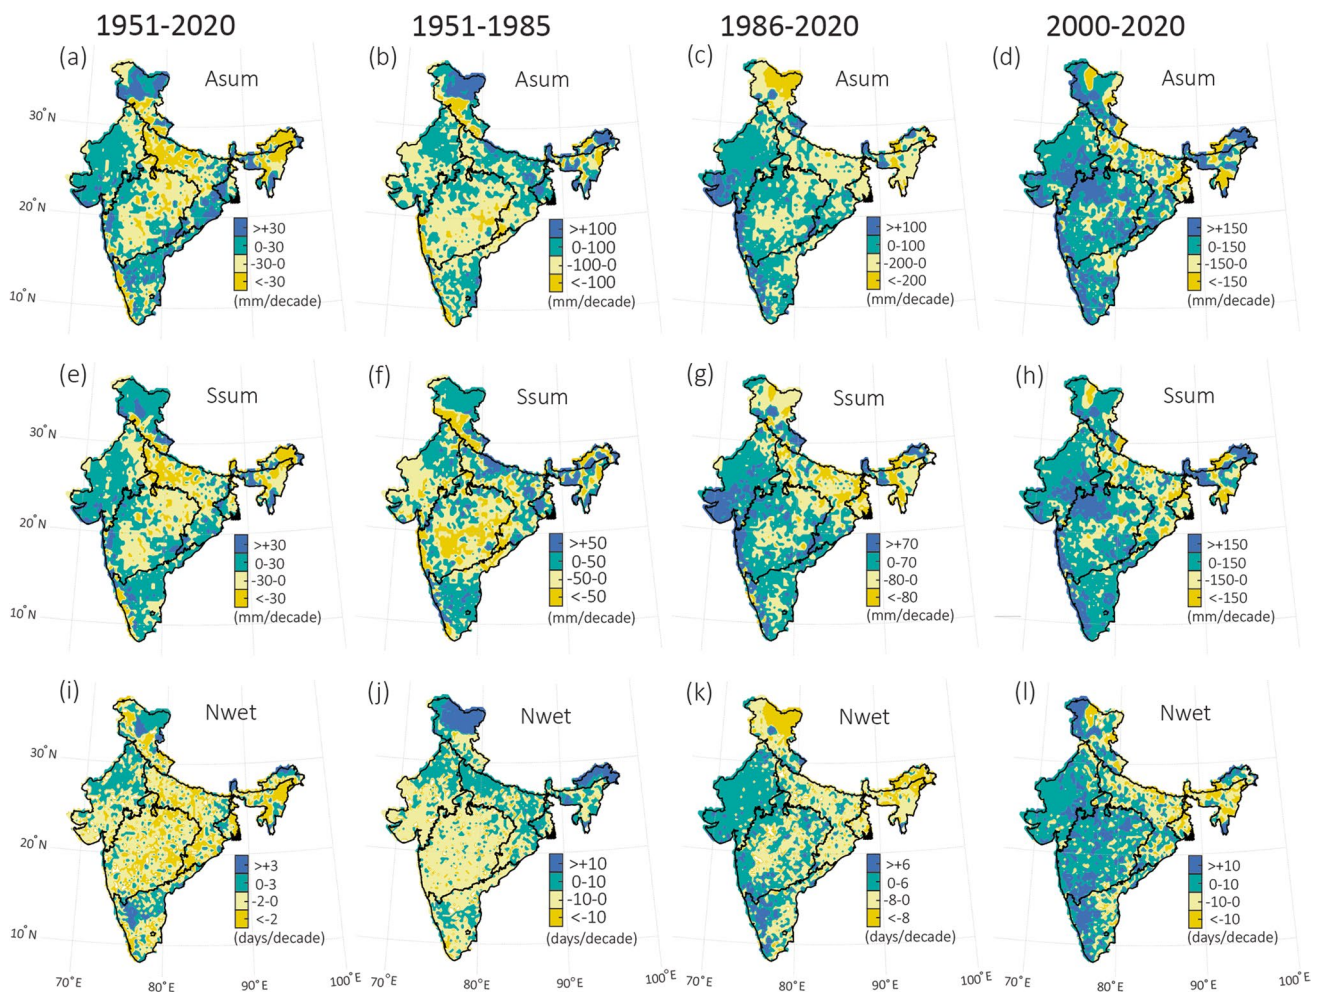 1951-2020 1951-1985 1986-2020 2000-2020
(a) Asum (b) Asum (c) Asum (d) Asum
30°N
20°N
10°N
>+30
0-30
-30-0
<-30
(mm/decade)
>+100
0-100
-100-0
<-100
(mm/decade)
>+100
0-100
-200-0
<-200
(mm/decade)
>+150
0-150
-150-0
<-150
(mm/decade)
(e) Ssum (f) Ssum (g) Ssum (h) Ssum
30°N
20°N
10°N
>+30
0-30
-30-0
<-30
(mm/decade)
>+50
0-50
-50-0
<-50
(mm/decade)
>+70
0-70
-80-0
<-80
(mm/decade)
>+150
0-150
-150-0
<-150
(mm/decade)
(i) Nwet (j) Nwet (k) Nwet (l) Nwet
30°N
20°N
10°N
>+3
0-3
-2-0
<-2
(days/decade)
>+10
0-10
-10-0
<-10
(days/decade)
>+6
0-6
-8-0
<-8
(days/decade)
>+10
0-10
-10-0
<-10
(days/decade)
70°E 80°E 90°E 100°E 70°E 80°E 90°E 100°E 70°E 80°E 90°E 100°E 70°E 80°E 90°E 100°E